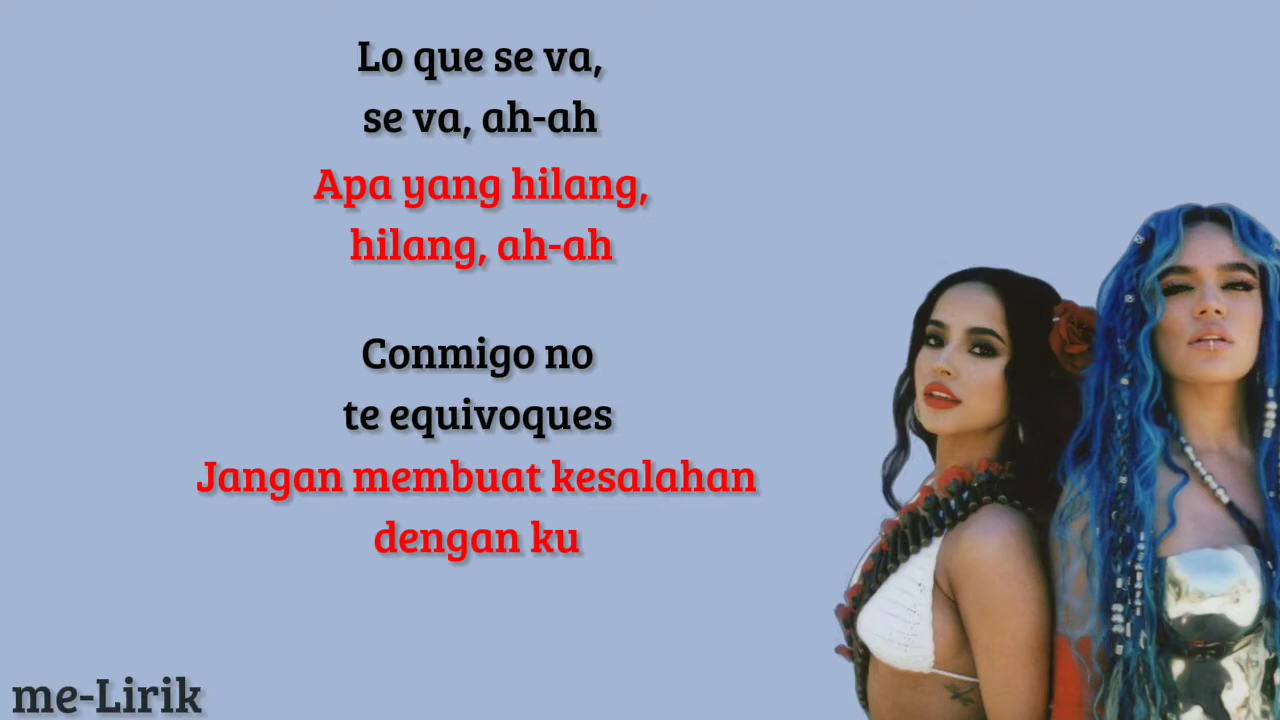 Lo que se va,
se va, ah-ah
Apa yang hilang,
hilang, ah-ah
Conmigo no
te equivoques
Jangan membuat kesalahan
dengan ku
me-Lirik